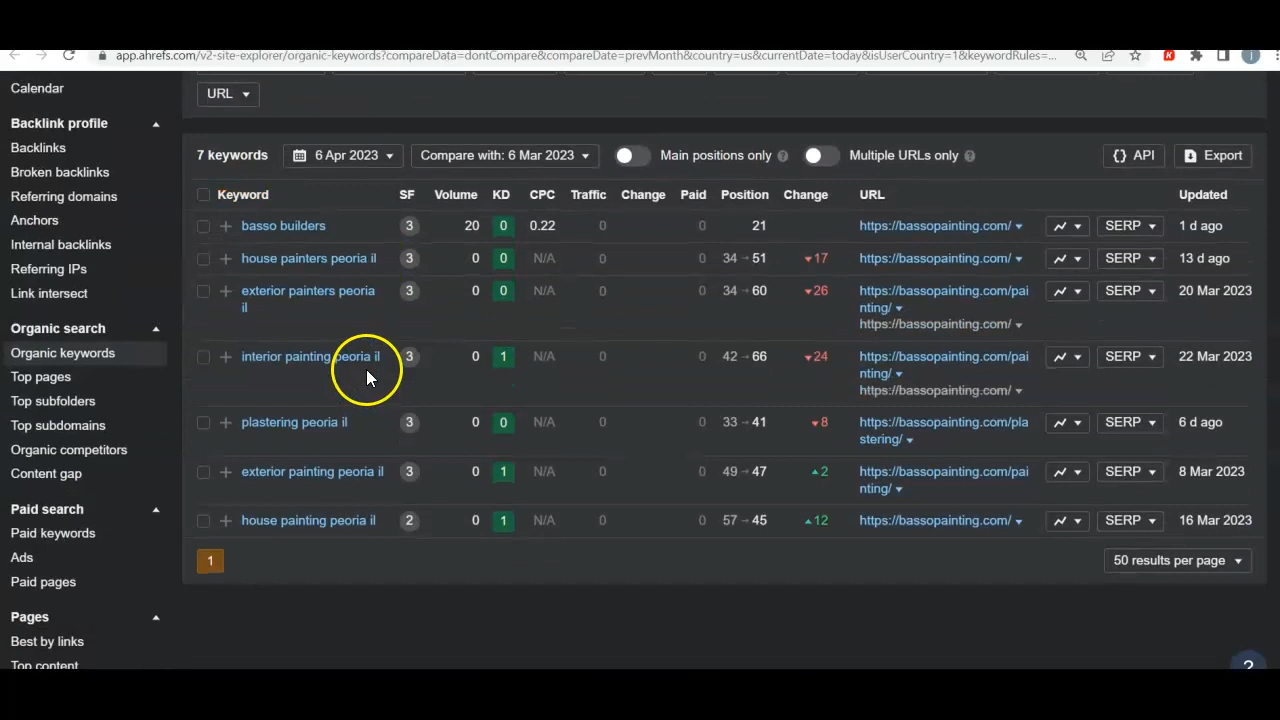 app.ahrefs.com/v2-site-explorer/organic-keywords?compareData=dontCompare&compareDate=prevMonth&country=us&currentDate=today&isUserCountry=1&keywordRules=...
Calendar
Backlink profile
Backlinks
Broken backlinks
Referring domains
Anchors
Internal backlinks
Referring IPs
Link intersect
Organic search
Organic keywords
Top pages
Top subfolders
Top subdomains
Organic competitors
Content gap
Paid search
Paid keywords
Ads
Paid pages
Pages
Best by links
Top content
URL
7 keywords 6 Apr 2023 Compare with: 6 Mar 2023 Main positions only Multiple URLs only API Export
Keyword SF Volume KD CPC Traffic Change Paid Position Change URL Updated
basso builders 3 20 0 0.22 0 0 21 https://bassopainting.com/ SERP 1 d ago
house painters peoria il 3 0 0 N/A 0 0 34 → 51 17 https://bassopainting.com/ SERP 13 d ago
exterior painters peoria 3 0 0 N/A 0 0 34 → 60 26 https://bassopainting.com/pai SERP 20 Mar 2023
il nting/
https://bassopainting.com/
interior painting peoria il 3 0 1 N/A 0 0 42 → 66 24 https://bassopainting.com/pai SERP 22 Mar 2023
nting/
https://bassopainting.com/
plastering peoria il 3 0 0 N/A 0 0 33 → 41 8 https://bassopainting.com/pla SERP 6 d ago
stering/
exterior painting peoria il 3 0 1 N/A 0 0 49 → 47 2 https://bassopainting.com/pai SERP 8 Mar 2023
nting/
house painting peoria il 2 0 1 N/A 0 0 57 → 45 12 https://bassopainting.com/ SERP 16 Mar 2023
1 50 results per page
?